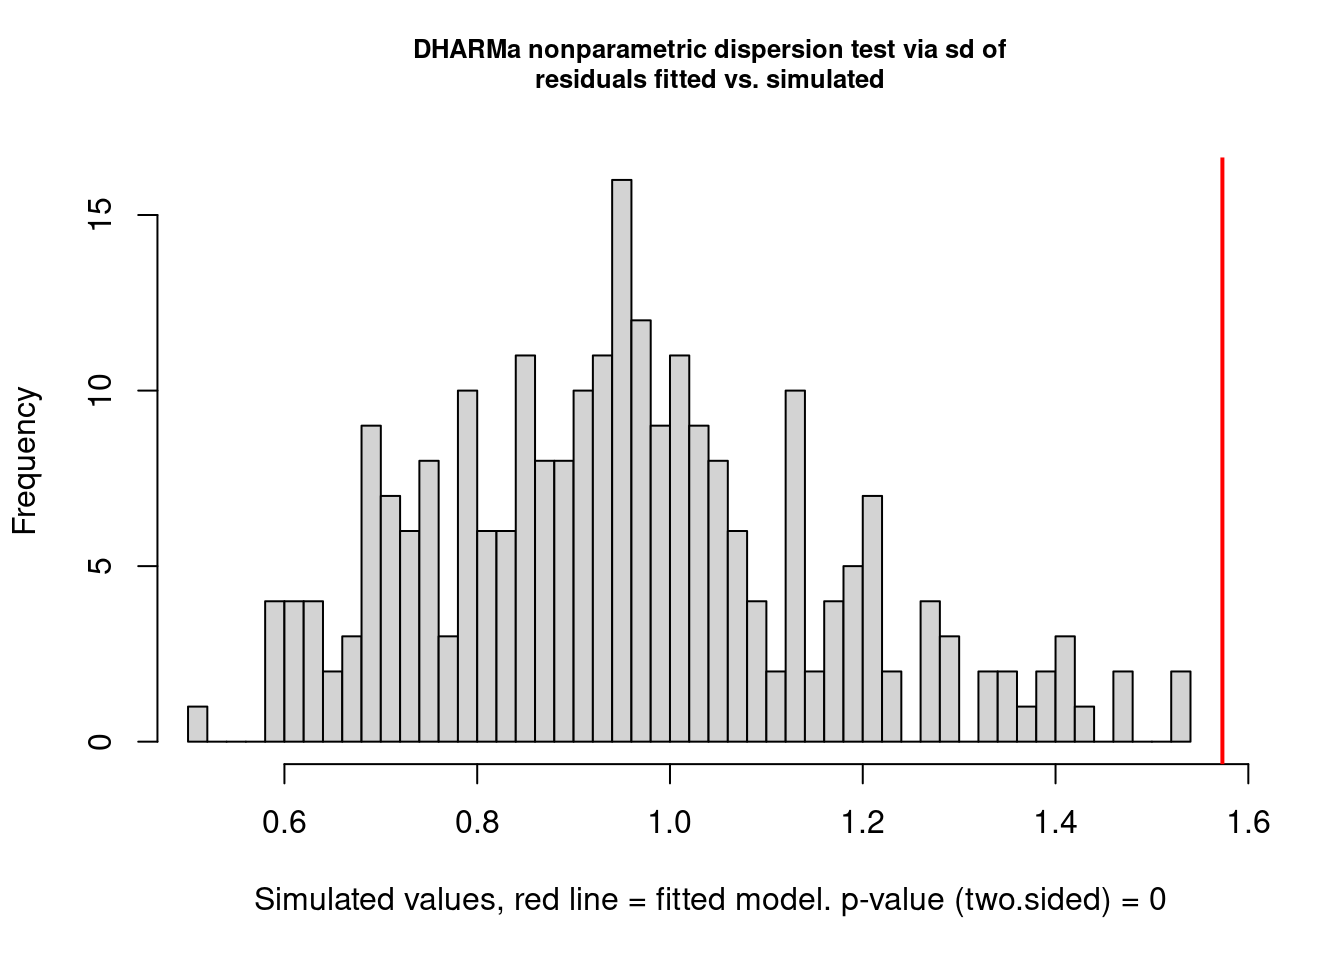 DHARMa nonparametric dispersion test via sd of
residuals fitted vs. simulated
Frequency
15
10
5
0
0.6 0.8 1.0 1.2 1.4 1.6
Simulated values, red line = fitted model. p-value (two.sided) = 0